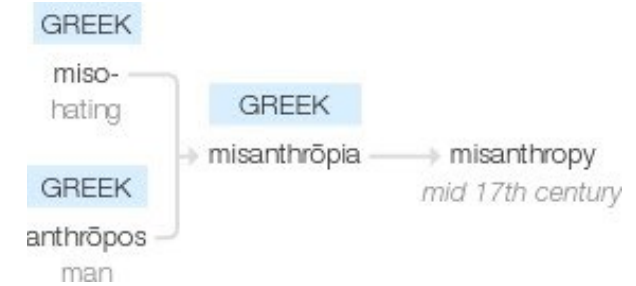 GREEK
miso-
hating
GREEK
anthrōpos
man
GREEK
misanthrōpia
misanthropy
mid 17th century